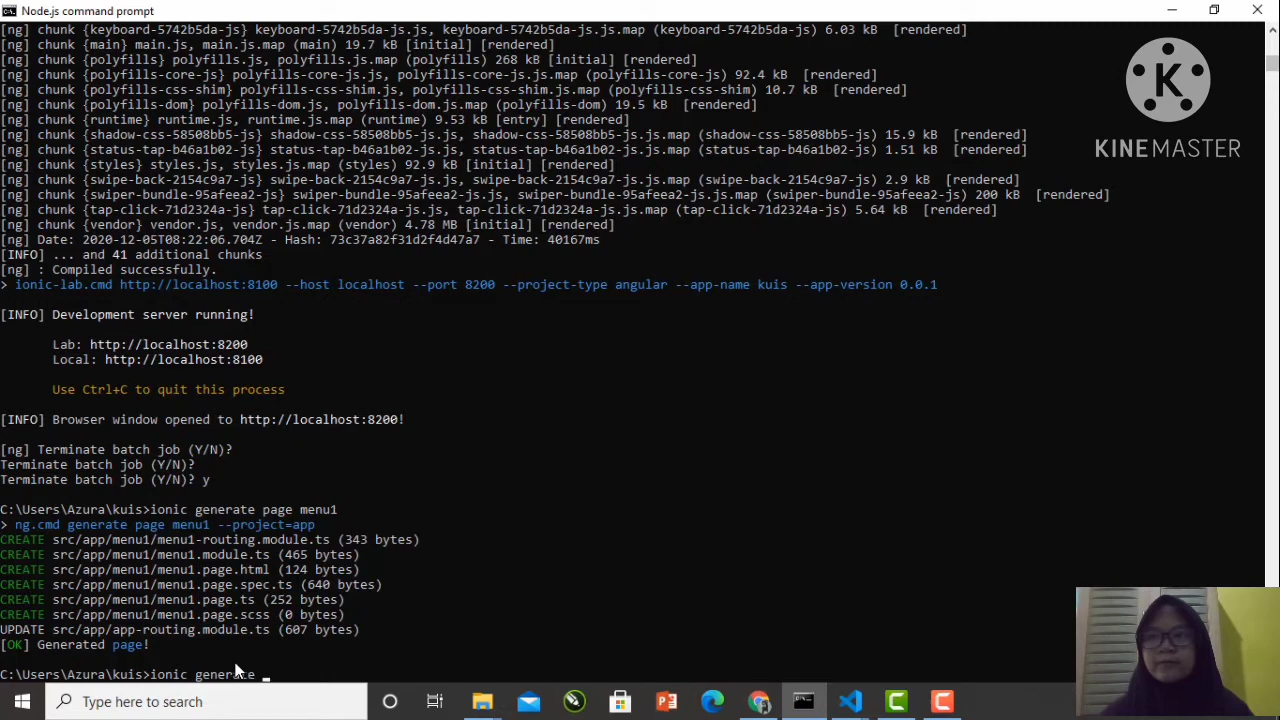 Node.js command prompt
[ng] chunk {keyboard-5742b5da-js} keyboard-5742b5da-js.js, keyboard-5742b5da-js.js.map (keyboard-5742b5da-js) 6.03 kB  [rendered]
[ng] chunk {main} main.js, main.js.map (main) 19.7 kB [initial] [rendered]
[ng] chunk {polyfills} polyfills.js, polyfills.js.map (polyfills) 268 kB [initial] [rendered]
[ng] chunk {polyfills-core-js} polyfills-core-js.js, polyfills-core-js.js.map (polyfills-core-js) 92.4 kB  [rendered]
[ng] chunk {polyfills-css-shim} polyfills-css-shim.js, polyfills-css-shim.js.map (polyfills-css-shim) 10.7 kB  [rendered]
[ng] chunk {polyfills-dom} polyfills-dom.js, polyfills-dom.js.map (polyfills-dom) 19.5 kB  [rendered]
[ng] chunk {runtime} runtime.js, runtime.js.map (runtime) 9.53 kB [entry] [rendered]
[ng] chunk {shadow-css-58508bb5-js} shadow-css-58508bb5-js.js, shadow-css-58508bb5-js.js.map (shadow-css-58508bb5-js) 15.9 kB  [rendered]
[ng] chunk {status-tap-b46a1b02-js} status-tap-b46a1b02-js.js, status-tap-b46a1b02-js.js.map (status-tap-b46a1b02-js) 1.51 kB  [rendered]
[ng] chunk {styles} styles.js, styles.js.map (styles) 92.9 kB [initial] [rendered]
[ng] chunk {swipe-back-2154c9a7-js} swipe-back-2154c9a7-js.js, swipe-back-2154c9a7-js.js.map (swipe-back-2154c9a7-js) 2.9 kB  [rendered]
[ng] chunk {swiper-bundle-95afeea2-js} swiper-bundle-95afeea2-js.js, swiper-bundle-95afeea2-js.js.map (swiper-bundle-95afeea2-js) 200 kB  [rendered]
[ng] chunk {tap-click-71d2324a-js} tap-click-71d2324a-js.js, tap-click-71d2324a-js.js.map (tap-click-71d2324a-js) 5.64 kB  [rendered]
[ng] chunk {vendor} vendor.js, vendor.js.map (vendor) 4.78 MB [initial] [rendered]
[ng] Date: 2020-12-05T08:22:06.704Z - Hash: 73c37a82f31d2f4d47a7 - Time: 40167ms
[INFO] ... and 41 additional chunks
[ng] : Compiled successfully.
> ionic-lab.cmd http://localhost:8100 --host localhost --port 8200 --project-type angular --app-name kuis --app-version 0.0.1
[INFO] Development server running!
Lab: http://localhost:8200
Local: http://localhost:8100
Use Ctrl+C to quit this process
[INFO] Browser window opened to http://localhost:8200!
[ng] Terminate batch job (Y/N)?
Terminate batch job (Y/N)?
Terminate batch job (Y/N)? y
C:\Users\Azura\kuis>ionic generate page menu1
> ng.cmd generate page menu1 --project=app
CREATE src/app/menu1/menu1-routing.module.ts (343 bytes)
CREATE src/app/menu1/menu1.module.ts (465 bytes)
CREATE src/app/menu1/menu1.page.html (124 bytes)
CREATE src/app/menu1/menu1.page.spec.ts (640 bytes)
CREATE src/app/menu1/menu1.page.ts (252 bytes)
CREATE src/app/menu1/menu1.page.scss (0 bytes)
UPDATE src/app/app-routing.module.ts (607 bytes)
[OK] Generated page!
C:\Users\Azura\kuis>ionic generate _
K
KINEMASTER
Type here to search